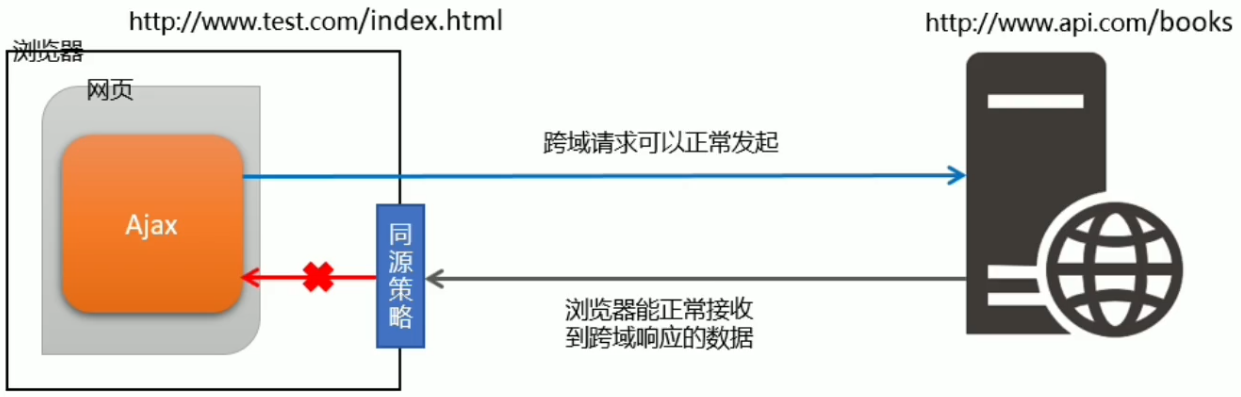 http://www.test.com/index.html
http://www.api.com/books
浏览器
网页
跨域请求可以正常发起
Ajax
同源策略
浏览器能正常接收
到跨域响应的数据